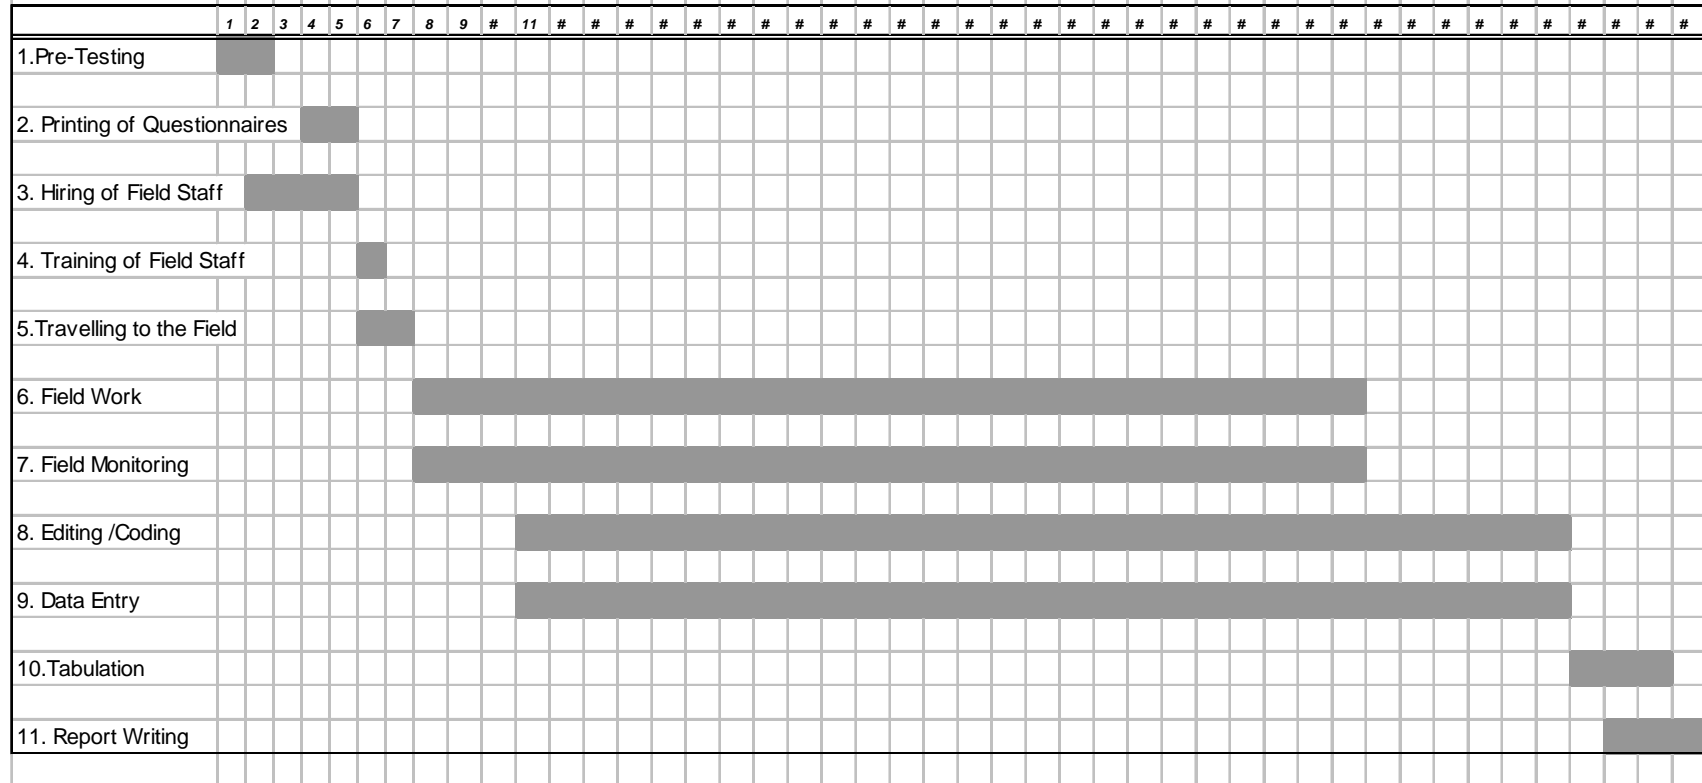 1 2 3 4 5 6 7 8 9 # 11 # # # # # # # # # # # # # # # # # # # # # # # # # # # # # # # # # #
1.Pre-Testing
2. Printing of Questionnaires
3. Hiring of Field Staff
4. Training of Field Staff
5.Travelling to the Field
6. Field Work
7. Field Monitoring
8. Editing /Coding
9. Data Entry
10.Tabulation
11. Report Writing